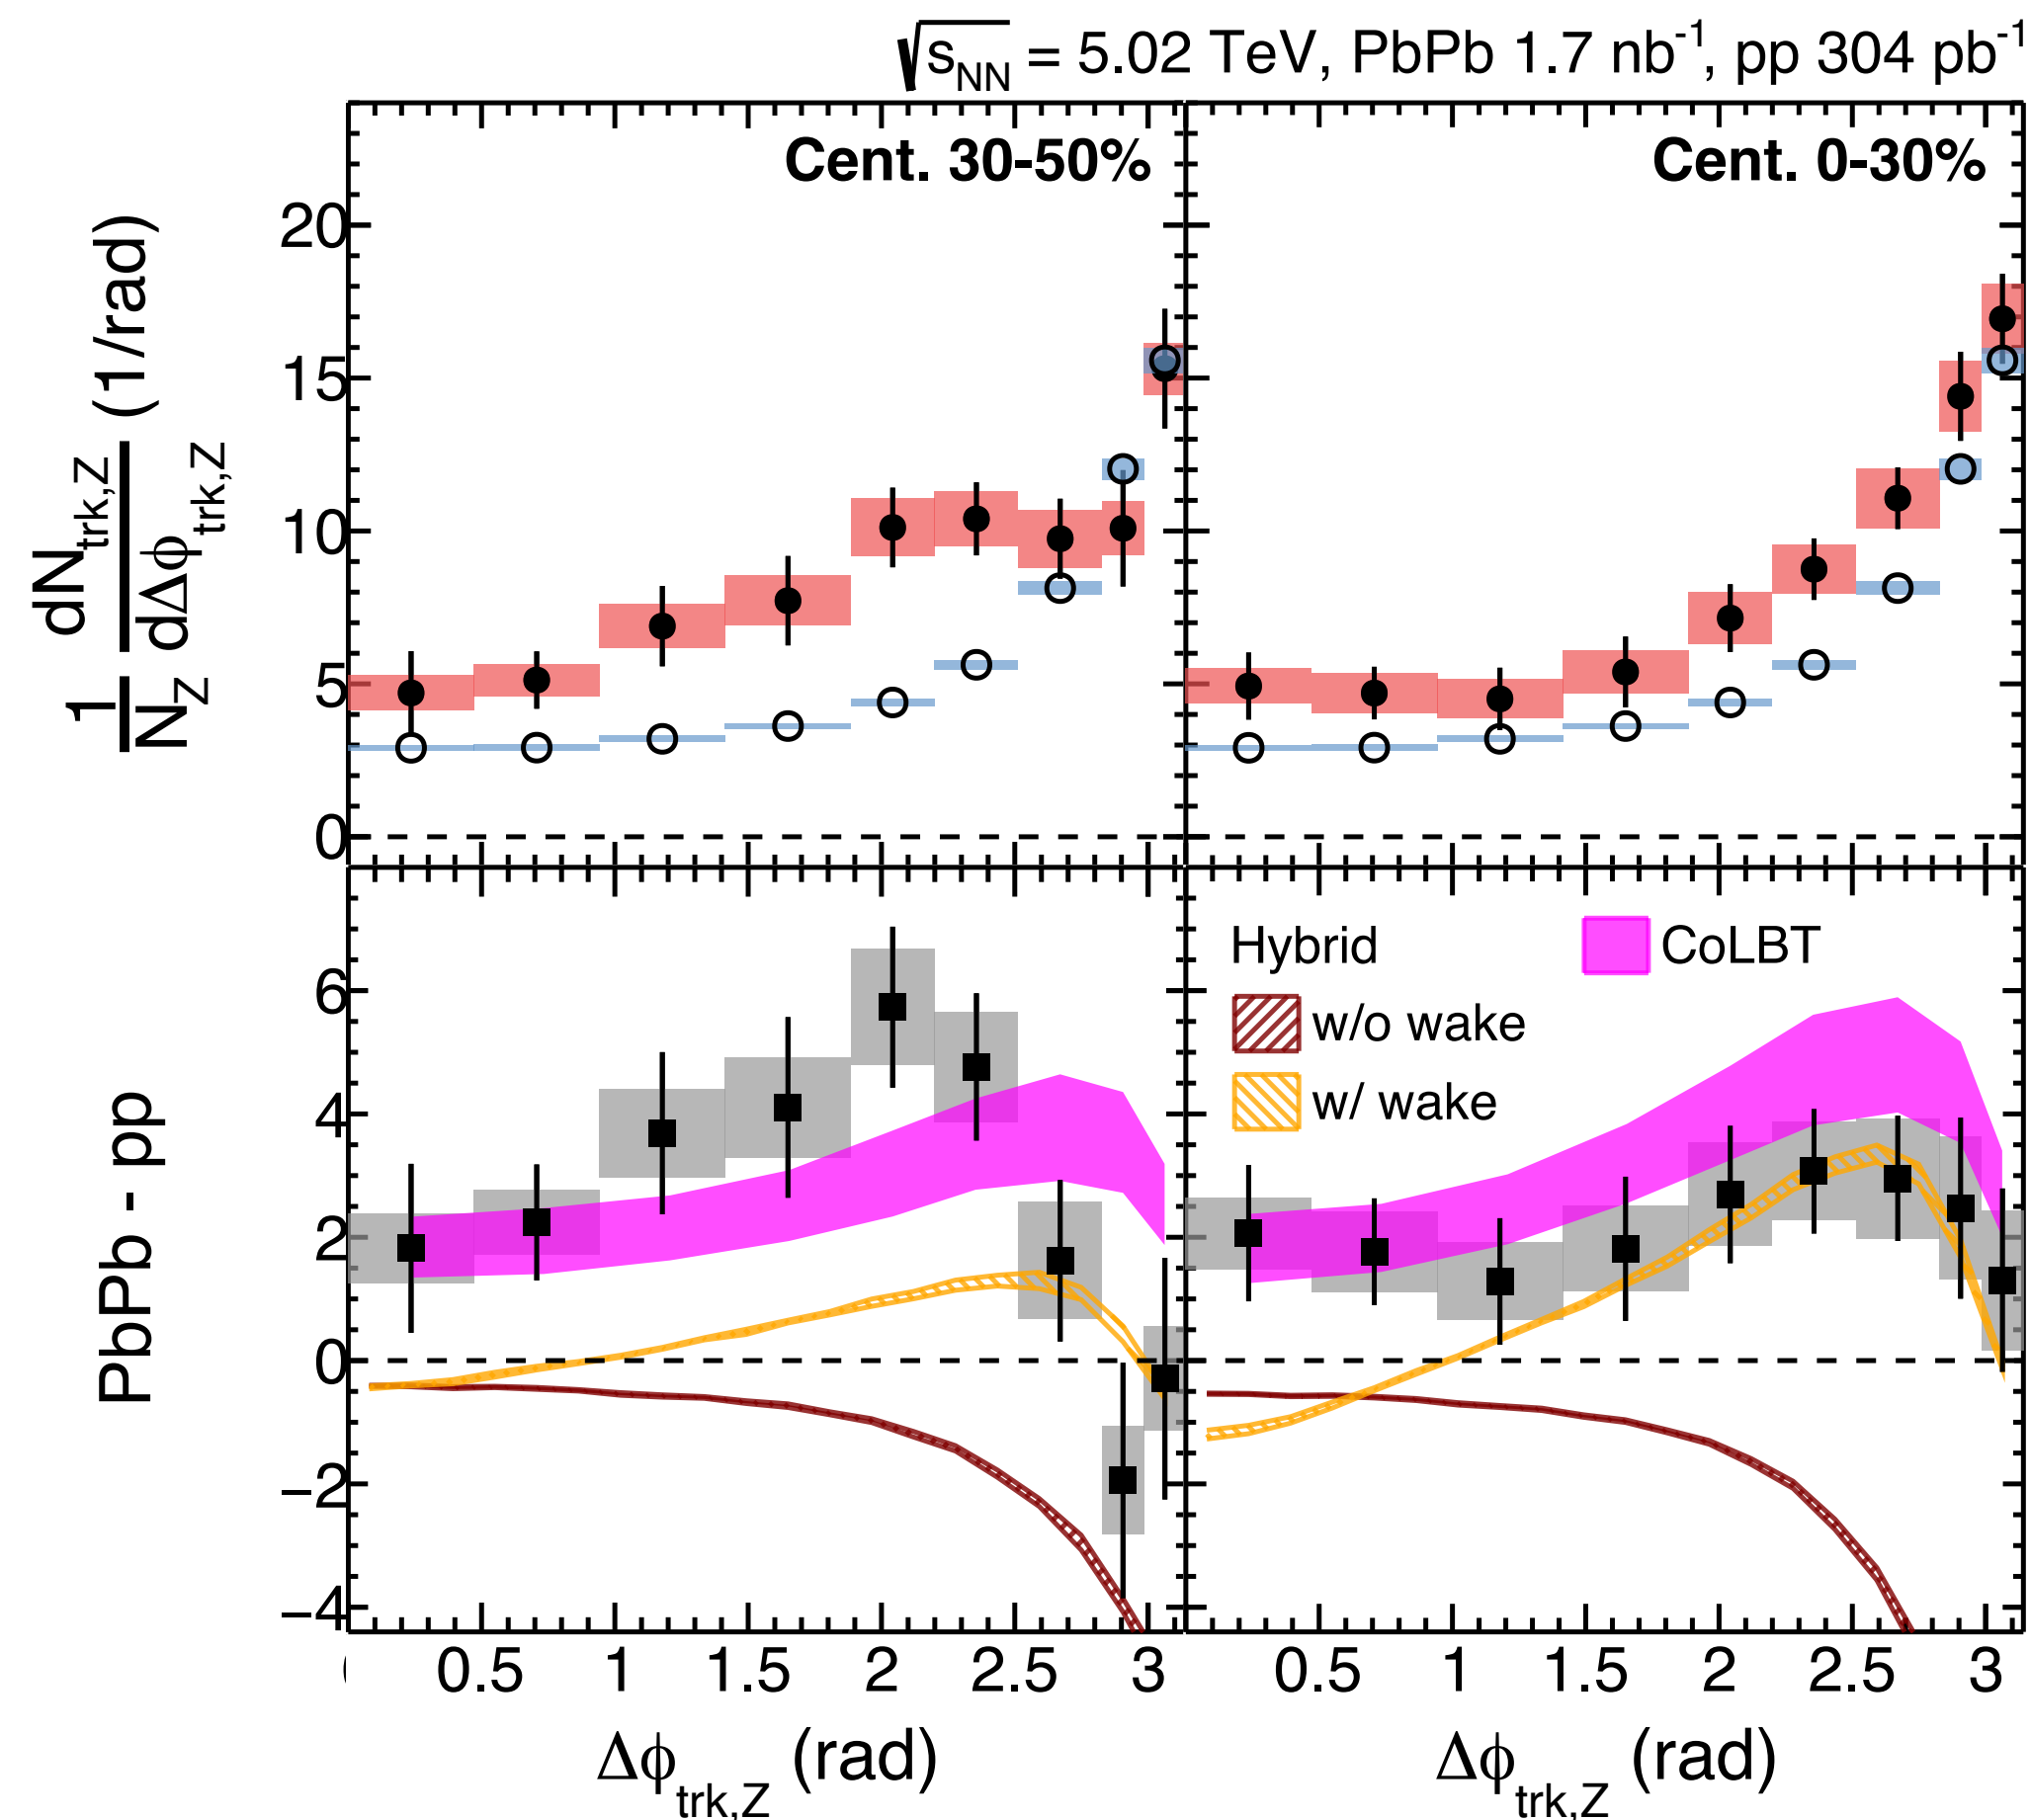 √s_NN = 5.02 TeV, PbPb 1.7 nb⁻¹, pp 304 pb⁻¹
Cent. 30-50%
Cent. 0-30%
1/N_Z dN_trk,Z/dΔϕ_trk,Z (1/rad)
20
15
10
5
0
Hybrid
CoLBT
w/o wake
w/ wake
PbPb - pp
6
4
2
0
−2
−4
0.5 1 1.5 2 2.5 3
0.5 1 1.5 2 2.5 3
Δϕ_trk,Z (rad)
Δϕ_trk,Z (rad)